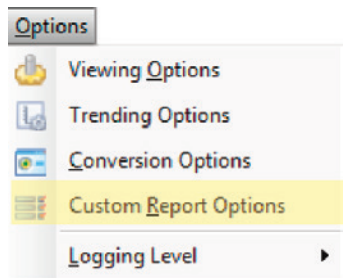 Options
Viewing Options
Trending Options
Conversion Options
Custom Report Options
Logging Level